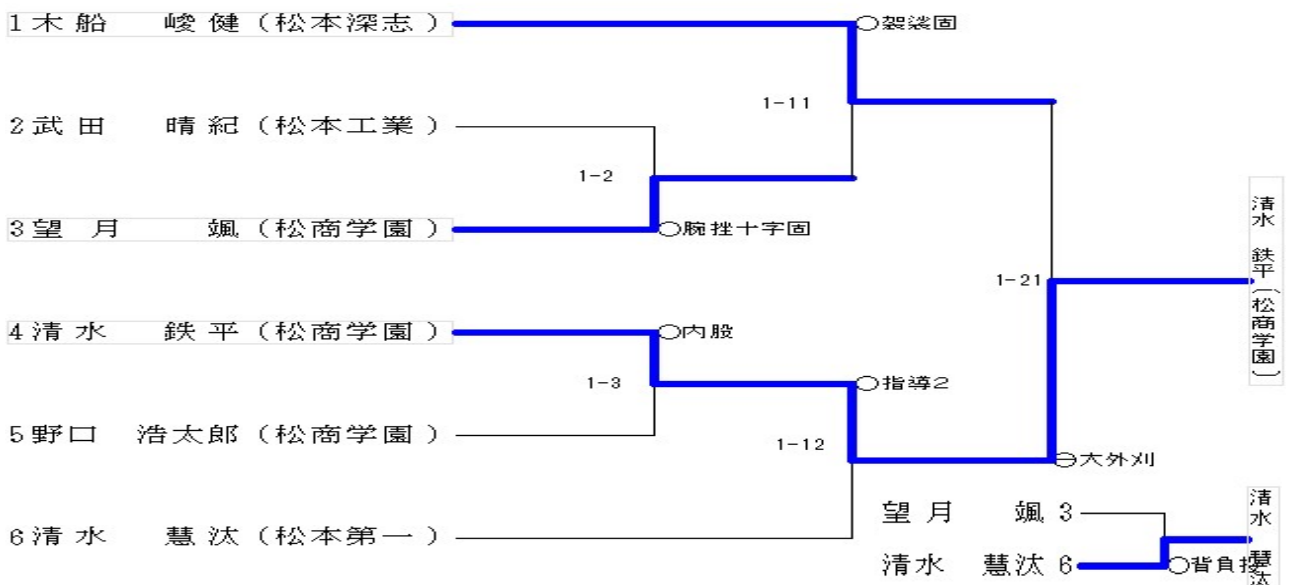 1木船 崚健(松本深志)
○袈裟固
1-11
2武田 晴紀(松本工業)
1-2
3望月 颯(松商学園)
○腕挫十字固
清水 鉄平(松商学園)
1-21
4清水 鉄平(松商学園)
○内股
1-3
○指導2
5野口 浩太郎(松商学園)
1-12
大外刈
望月 颯 3
6清水 慧汰(松本第一)
清水 慧汰 6
○背負投
清水 慧汰